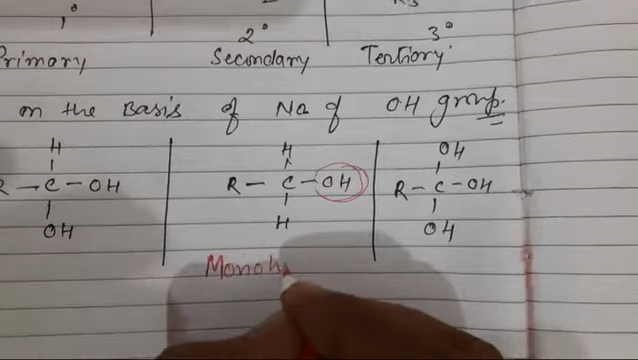 1°
2°
3°
Primary
Secondary
Tertiory
on the Basis of No of OH group.
H
R - C - OH
OH
H
R - C - OH
H
OH
R - C - OH
OH
Monoh